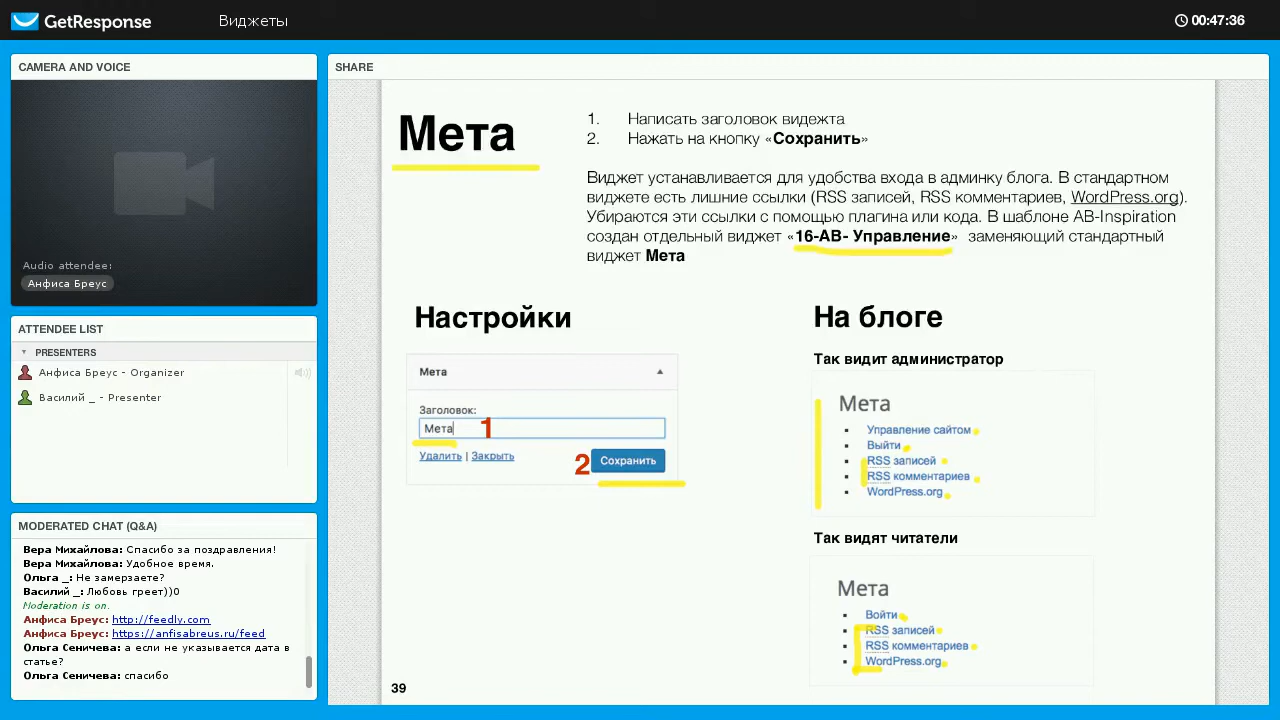 GetResponse
Виджеты
00:47:36
CAMERA AND VOICE
Audio attendee:
Анфиса Бреус
ATTENDEE LIST
PRESENTERS
Анфиса Бреус - Organizer
Василий _ - Presenter
MODERATED CHAT (Q&A)
Вера Михайлова: Спасибо за поздравления!
Вера Михайлова: Удобное время.
Ольга _: Не замерзаете?
Василий _: Любовь греет))0
Moderation is on.
Анфиса Бреус: http://feedly.com
Анфиса Бреус: https://anfisabreus.ru/feed
Ольга Сеничева: а если не указывается дата в
статье?
Ольга Сеничева: спасибо
SHARE
Мета
1. Написать заголовок видежта
2. Нажать на кнопку «Сохранить»
Виджет устанавливается для удобства входа в админку блога. В стандартном
виджете есть лишние ссылки (RSS записей, RSS комментариев, WordPress.org).
Убираются эти ссылки с помощью плагина или кода. В шаблоне AB-Inspiration
создан отдельный виджет «16-AB- Управление» заменяющий стандартный
виджет Мета
Настройки
Мета
Заголовок:
Мета 1
Удалить | Закрыть
2 Сохранить
На блоге
Так видит администратор
Мета
Управление сайтом
Выйти
RSS записей
RSS комментариев
WordPress.org
Так видят читатели
Мета
Войти
RSS записей
RSS комментариев
WordPress.org
39